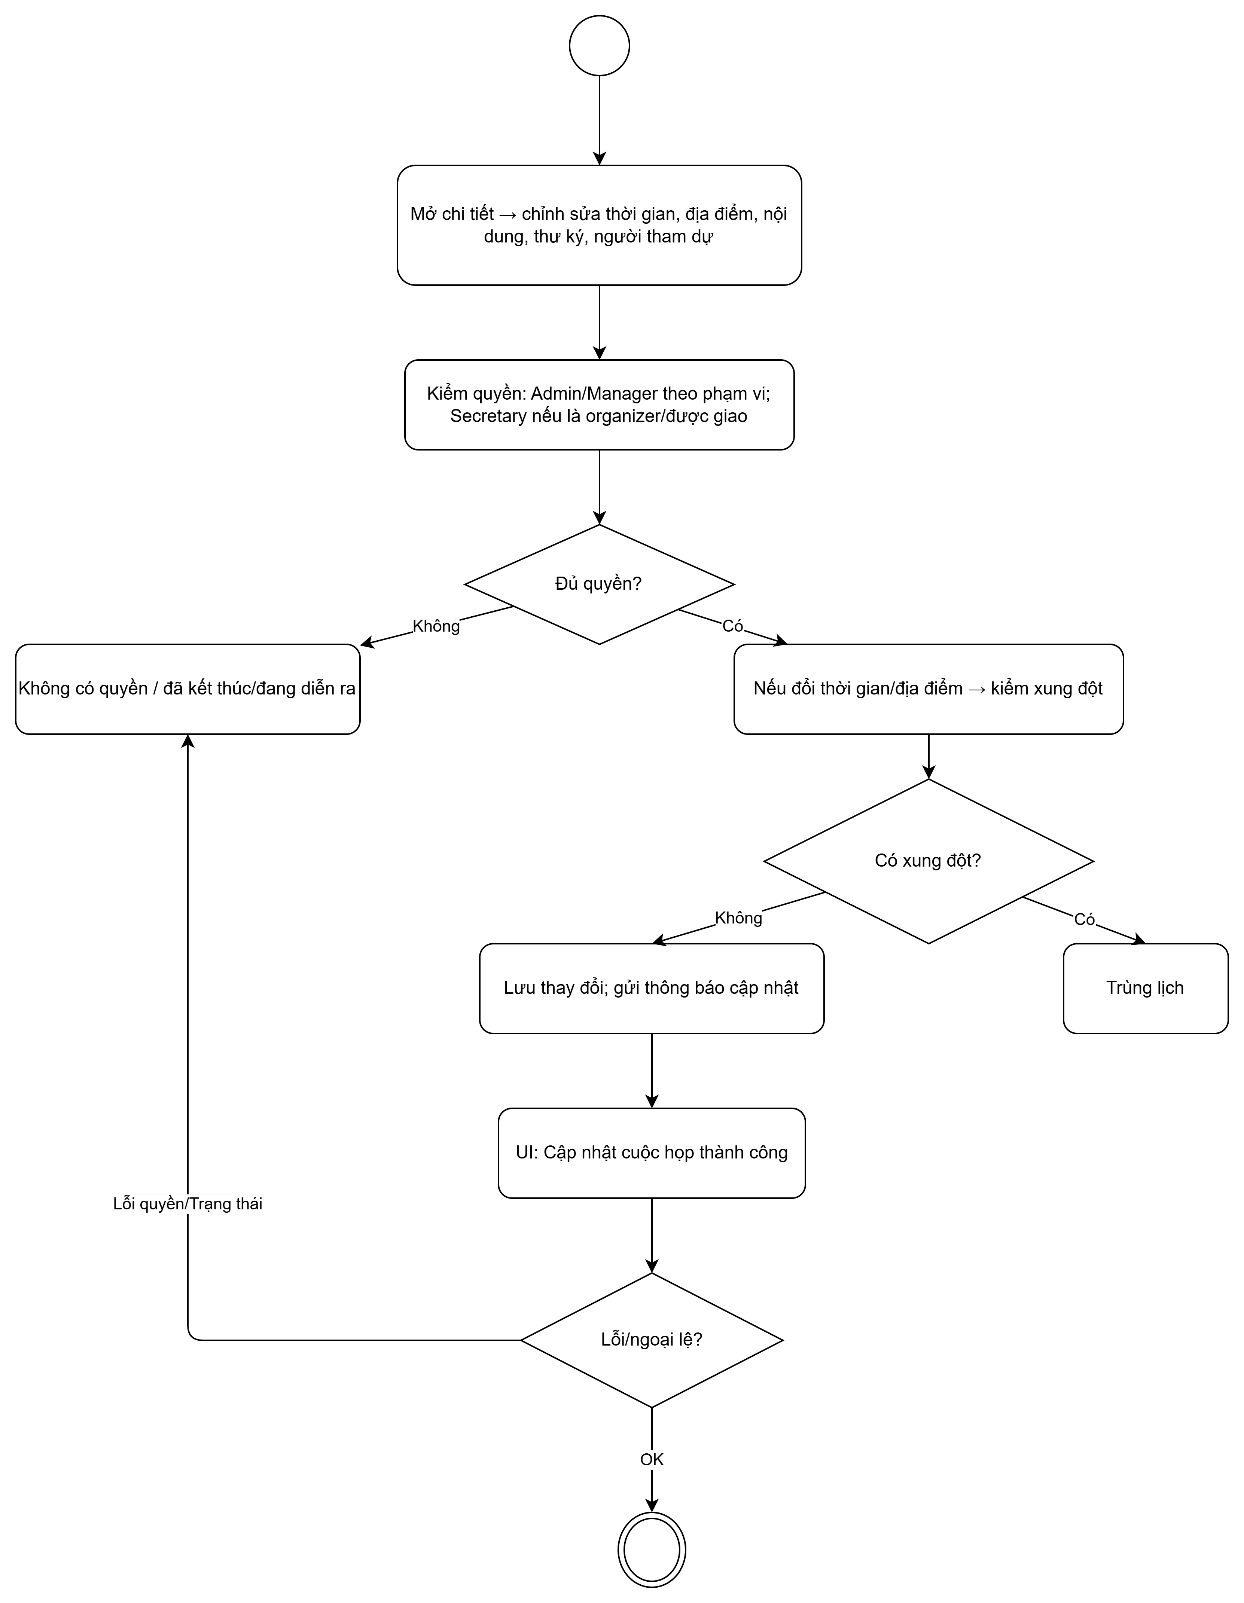 Mở chi tiết → chỉnh sửa thời gian, địa điểm, nội
dung, thư ký, người tham dự
Kiểm quyền: Admin/Manager theo phạm vi;
Secretary nếu là organizer/được giao
Đủ quyền?
Không
Có
Không có quyền / đã kết thúc/đang diễn ra
Nếu đổi thời gian/địa điểm → kiểm xung đột
Có xung đột?
Không
Có
Lưu thay đổi; gửi thông báo cập nhật
Trùng lịch
UI: Cập nhật cuộc họp thành công
Lỗi quyền/Trạng thái
Lỗi/ngoại lệ?
OK